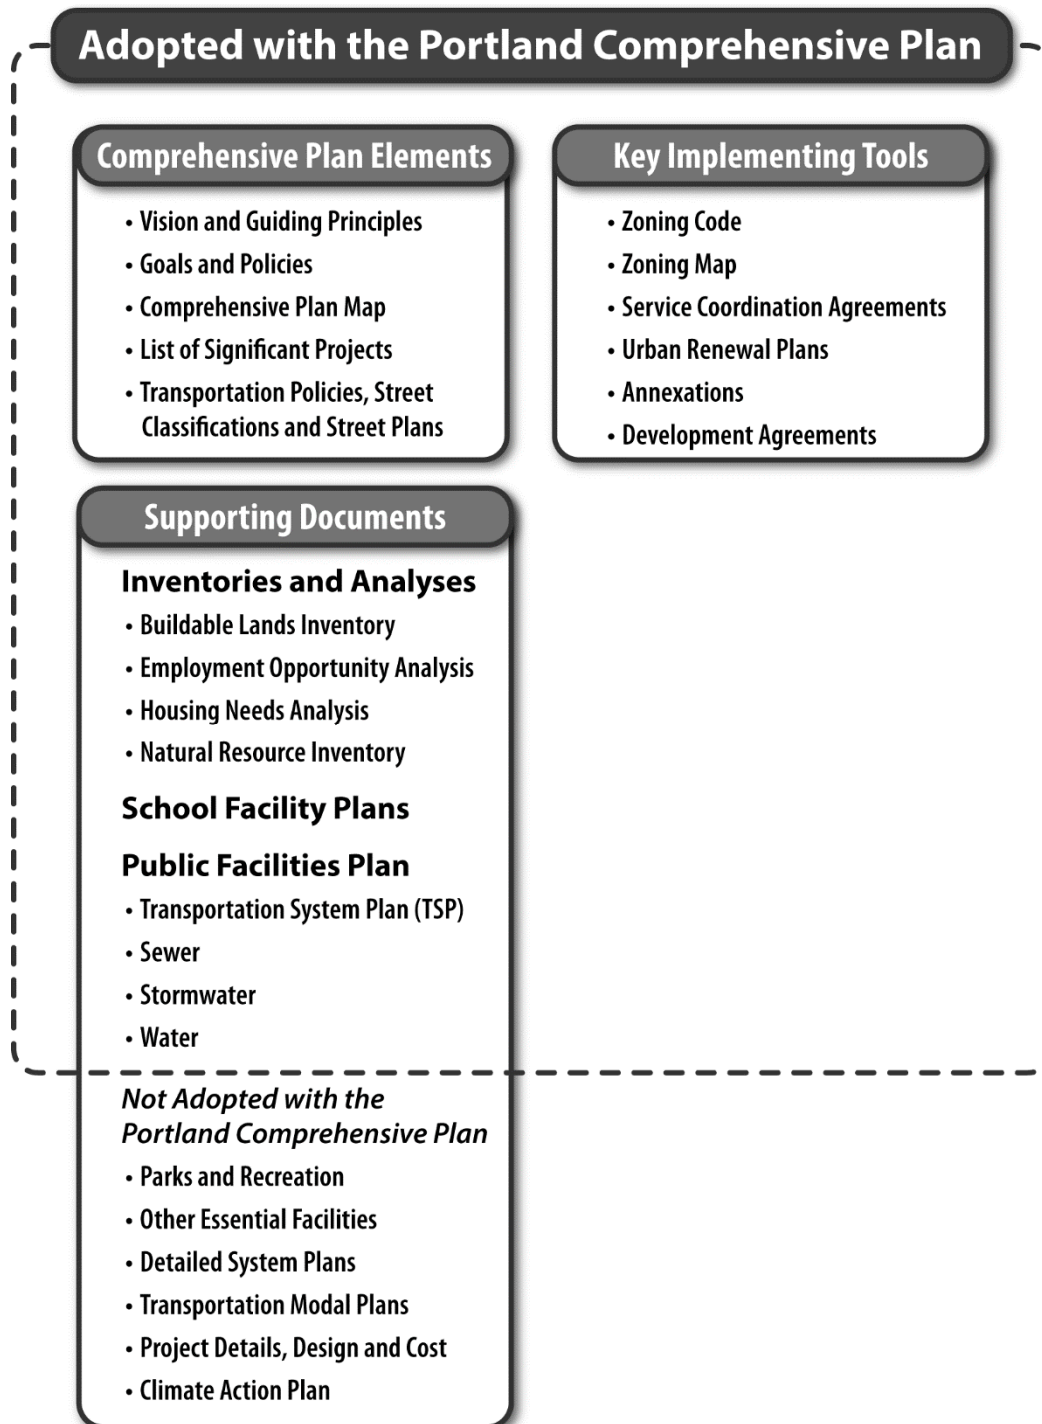 Adopted with the Portland Comprehensive Plan
Comprehensive Plan Elements
• Vision and Guiding Principles
• Goals and Policies
• Comprehensive Plan Map
• List of Significant Projects
• Transportation Policies, Street
Classifications and Street Plans
Key Implementing Tools
• Zoning Code
• Zoning Map
• Service Coordination Agreements
• Urban Renewal Plans
• Annexations
• Development Agreements
Supporting Documents
Inventories and Analyses
• Buildable Lands Inventory
• Employment Opportunity Analysis
• Housing Needs Analysis
• Natural Resource Inventory
School Facility Plans
Public Facilities Plan
• Transportation System Plan (TSP)
• Sewer
• Stormwater
• Water
Not Adopted with the
Portland Comprehensive Plan
• Parks and Recreation
• Other Essential Facilities
• Detailed System Plans
• Transportation Modal Plans
• Project Details, Design and Cost
• Climate Action Plan